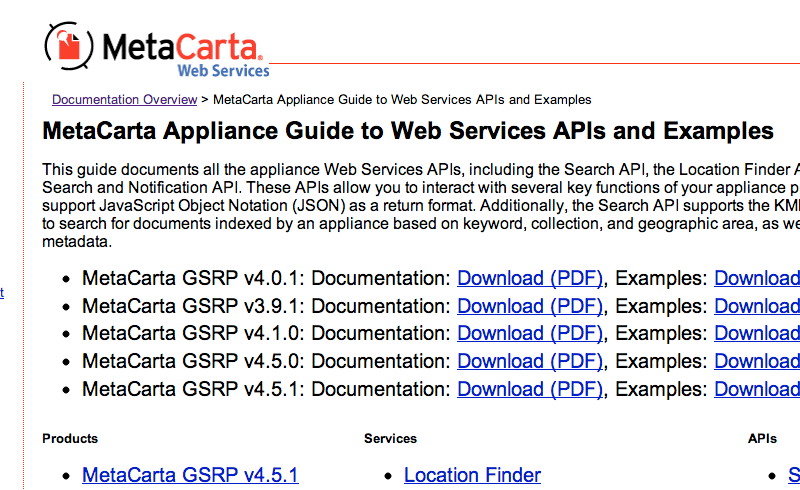 MetaCarta
Web Services
Documentation Overview > MetaCarta Appliance Guide to Web Services APIs and Examples
MetaCarta Appliance Guide to Web Services APIs and Examples
This guide documents all the appliance Web Services APIs, including the Search API, the Location Finder A
Search and Notification API. These APIs allow you to interact with several key functions of your appliance p
support JavaScript Object Notation (JSON) as a return format. Additionally, the Search API supports the KM
to search for documents indexed by an appliance based on keyword, collection, and geographic area, as we
metadata.
• MetaCarta GSRP v4.0.1: Documentation: Download (PDF), Examples: Download
• MetaCarta GSRP v3.9.1: Documentation: Download (PDF), Examples: Download
• MetaCarta GSRP v4.1.0: Documentation: Download (PDF), Examples: Download
• MetaCarta GSRP v4.5.0: Documentation: Download (PDF), Examples: Download
• MetaCarta GSRP v4.5.1: Documentation: Download (PDF), Examples: Download
t
Products Services APIs
• MetaCarta GSRP v4.5.1 • Location Finder • S